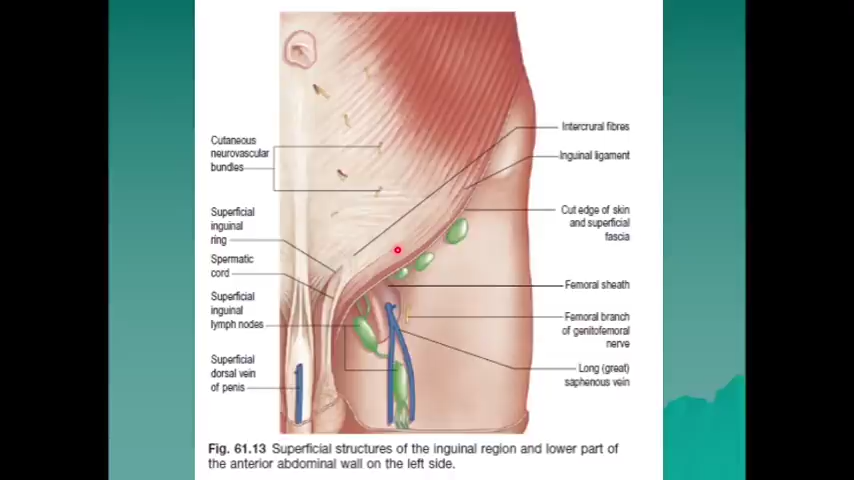 Cutaneous
neurovascular
bundles
Superficial
inguinal
ring
Spermatic
cord
Superficial
inguinal
lymph nodes
Superficial
dorsal vein
of penis
Intercrural fibres
Inguinal ligament
Cut edge of skin
and superficial
fascia
Femoral sheath
Femoral branch
of genitofemoral
nerve
Long (great)
saphenous vein
Fig. 61.13 Superficial structures of the inguinal region and lower part of
the anterior abdominal wall on the left side.